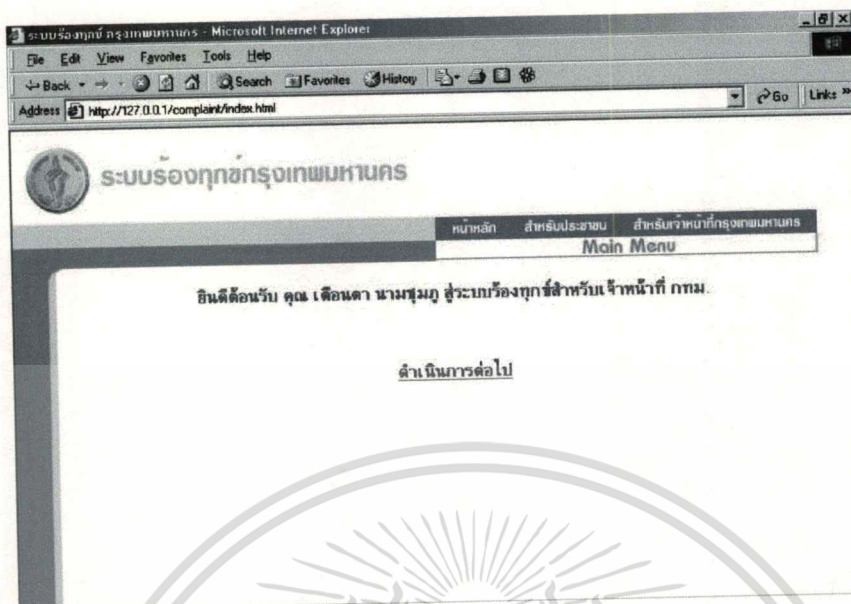 ระบบร้องทุกข์ กรุงเทพมหานคร - Microsoft Internet Explorer
File Edit View Favorites Tools Help
Back Search Favorites History
Address http://127.0.0.1/complaint/index.html Go Links »
ระบบร้องทุกข์กรุงเทพมหานคร
หน้าหลัก สำหรับประชาชน สำหรับเจ้าหน้าที่กรุงเทพมหานคร
Main Menu
ยินดีต้อนรับ คุณ เดือนดา นามชุมภู สู่ระบบร้องทุกข์สำหรับเจ้าหน้าที่ กทม.
ดำเนินการต่อไป